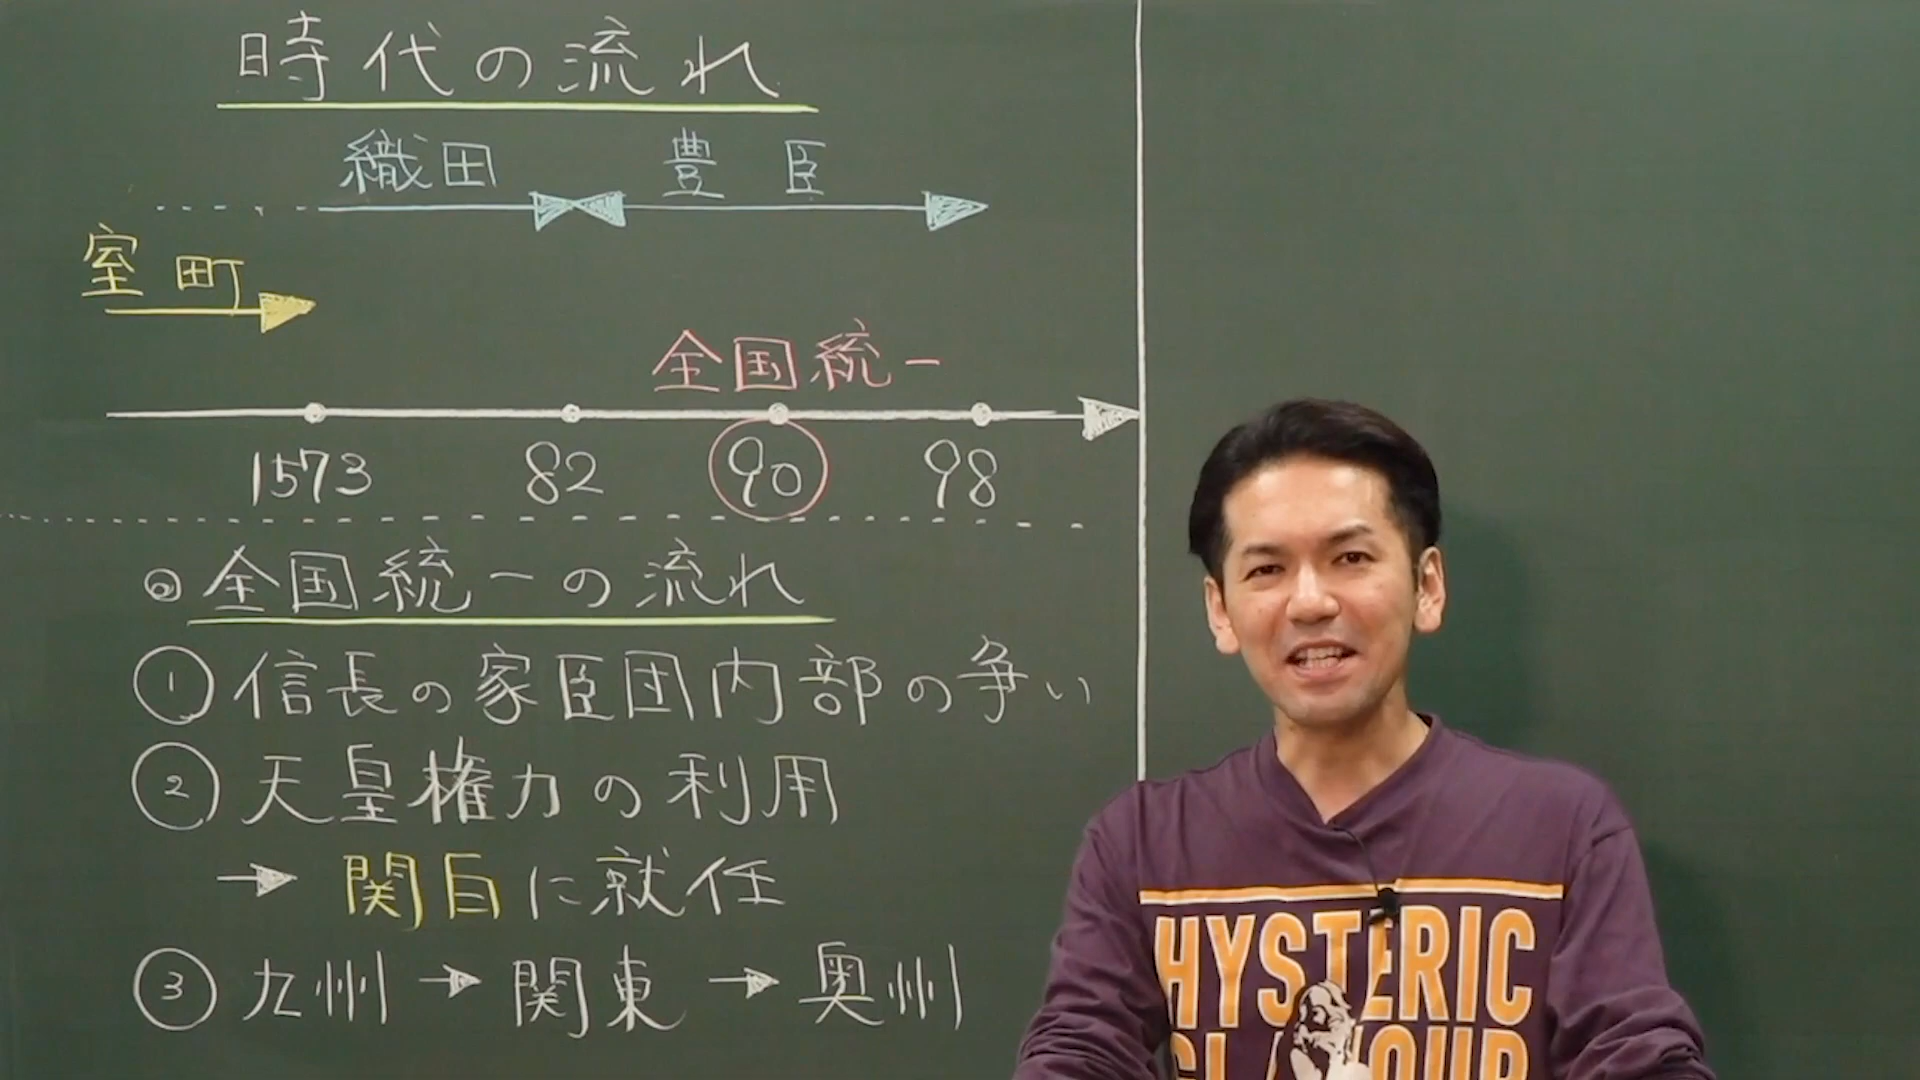 時代の流れ
織田 豊臣
室町
全国統一
1573 82 90 98
◎全国統一の流れ
①信長の家臣団内部の争い
②天皇権力の利用
→ 関白に就任
③九州→関東→奥州
HYSTERIC
GLAMOUR